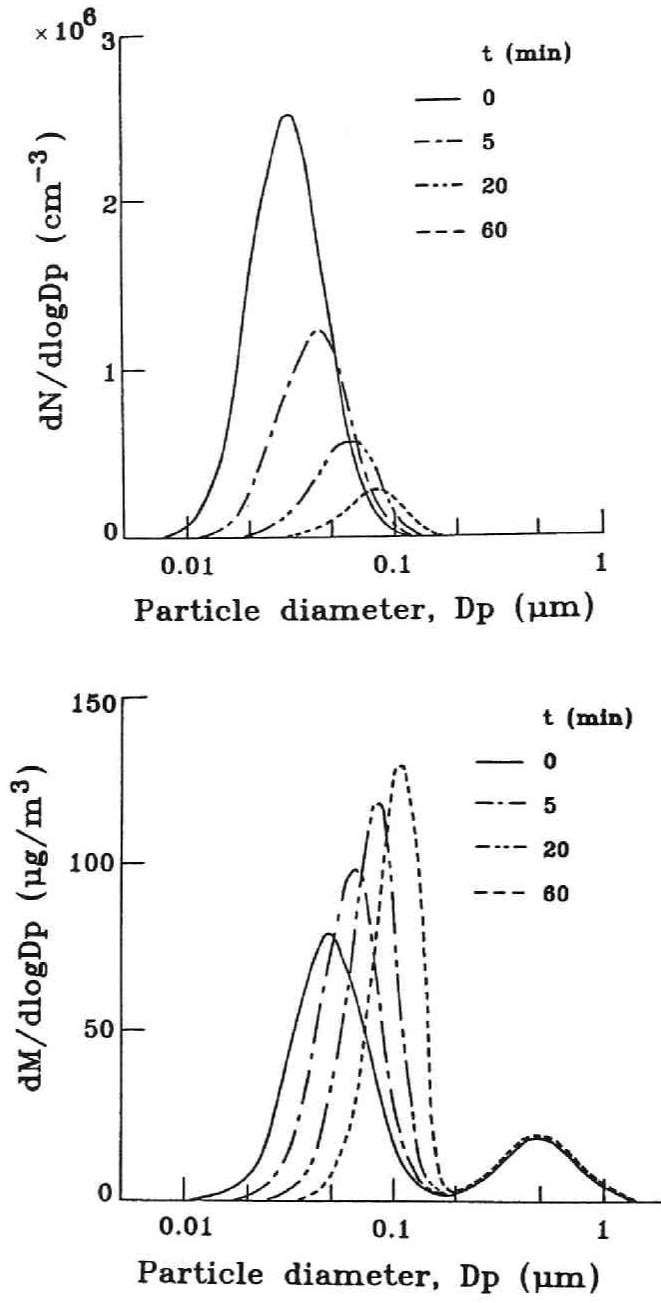 × 10⁶
3
2
1
0
dN/dlogDp (cm⁻³)
t (min)
0
5
20
60
0.01 0.1 1
Particle diameter, Dp (μm)
150
100
50
0
dM/dlogDp (μg/m³)
t (min)
0
5
20
60
0.01 0.1 1
Particle diameter, Dp (μm)